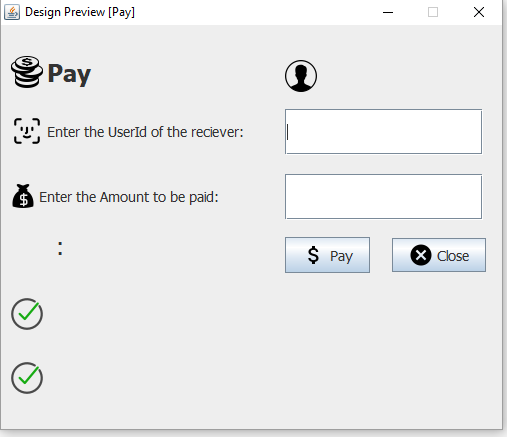 Design Preview [Pay]
Pay
Enter the UserId of the reciever:
Enter the Amount to be paid:
:
Pay
Close